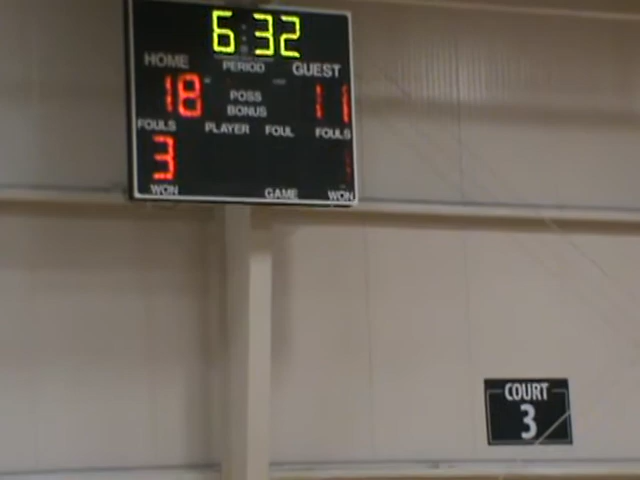 6:32
HOME PERIOD GUEST
18 POSS 11
BONUS
FOULS PLAYER FOUL FOULS
3
WON GAME WON
COURT
3